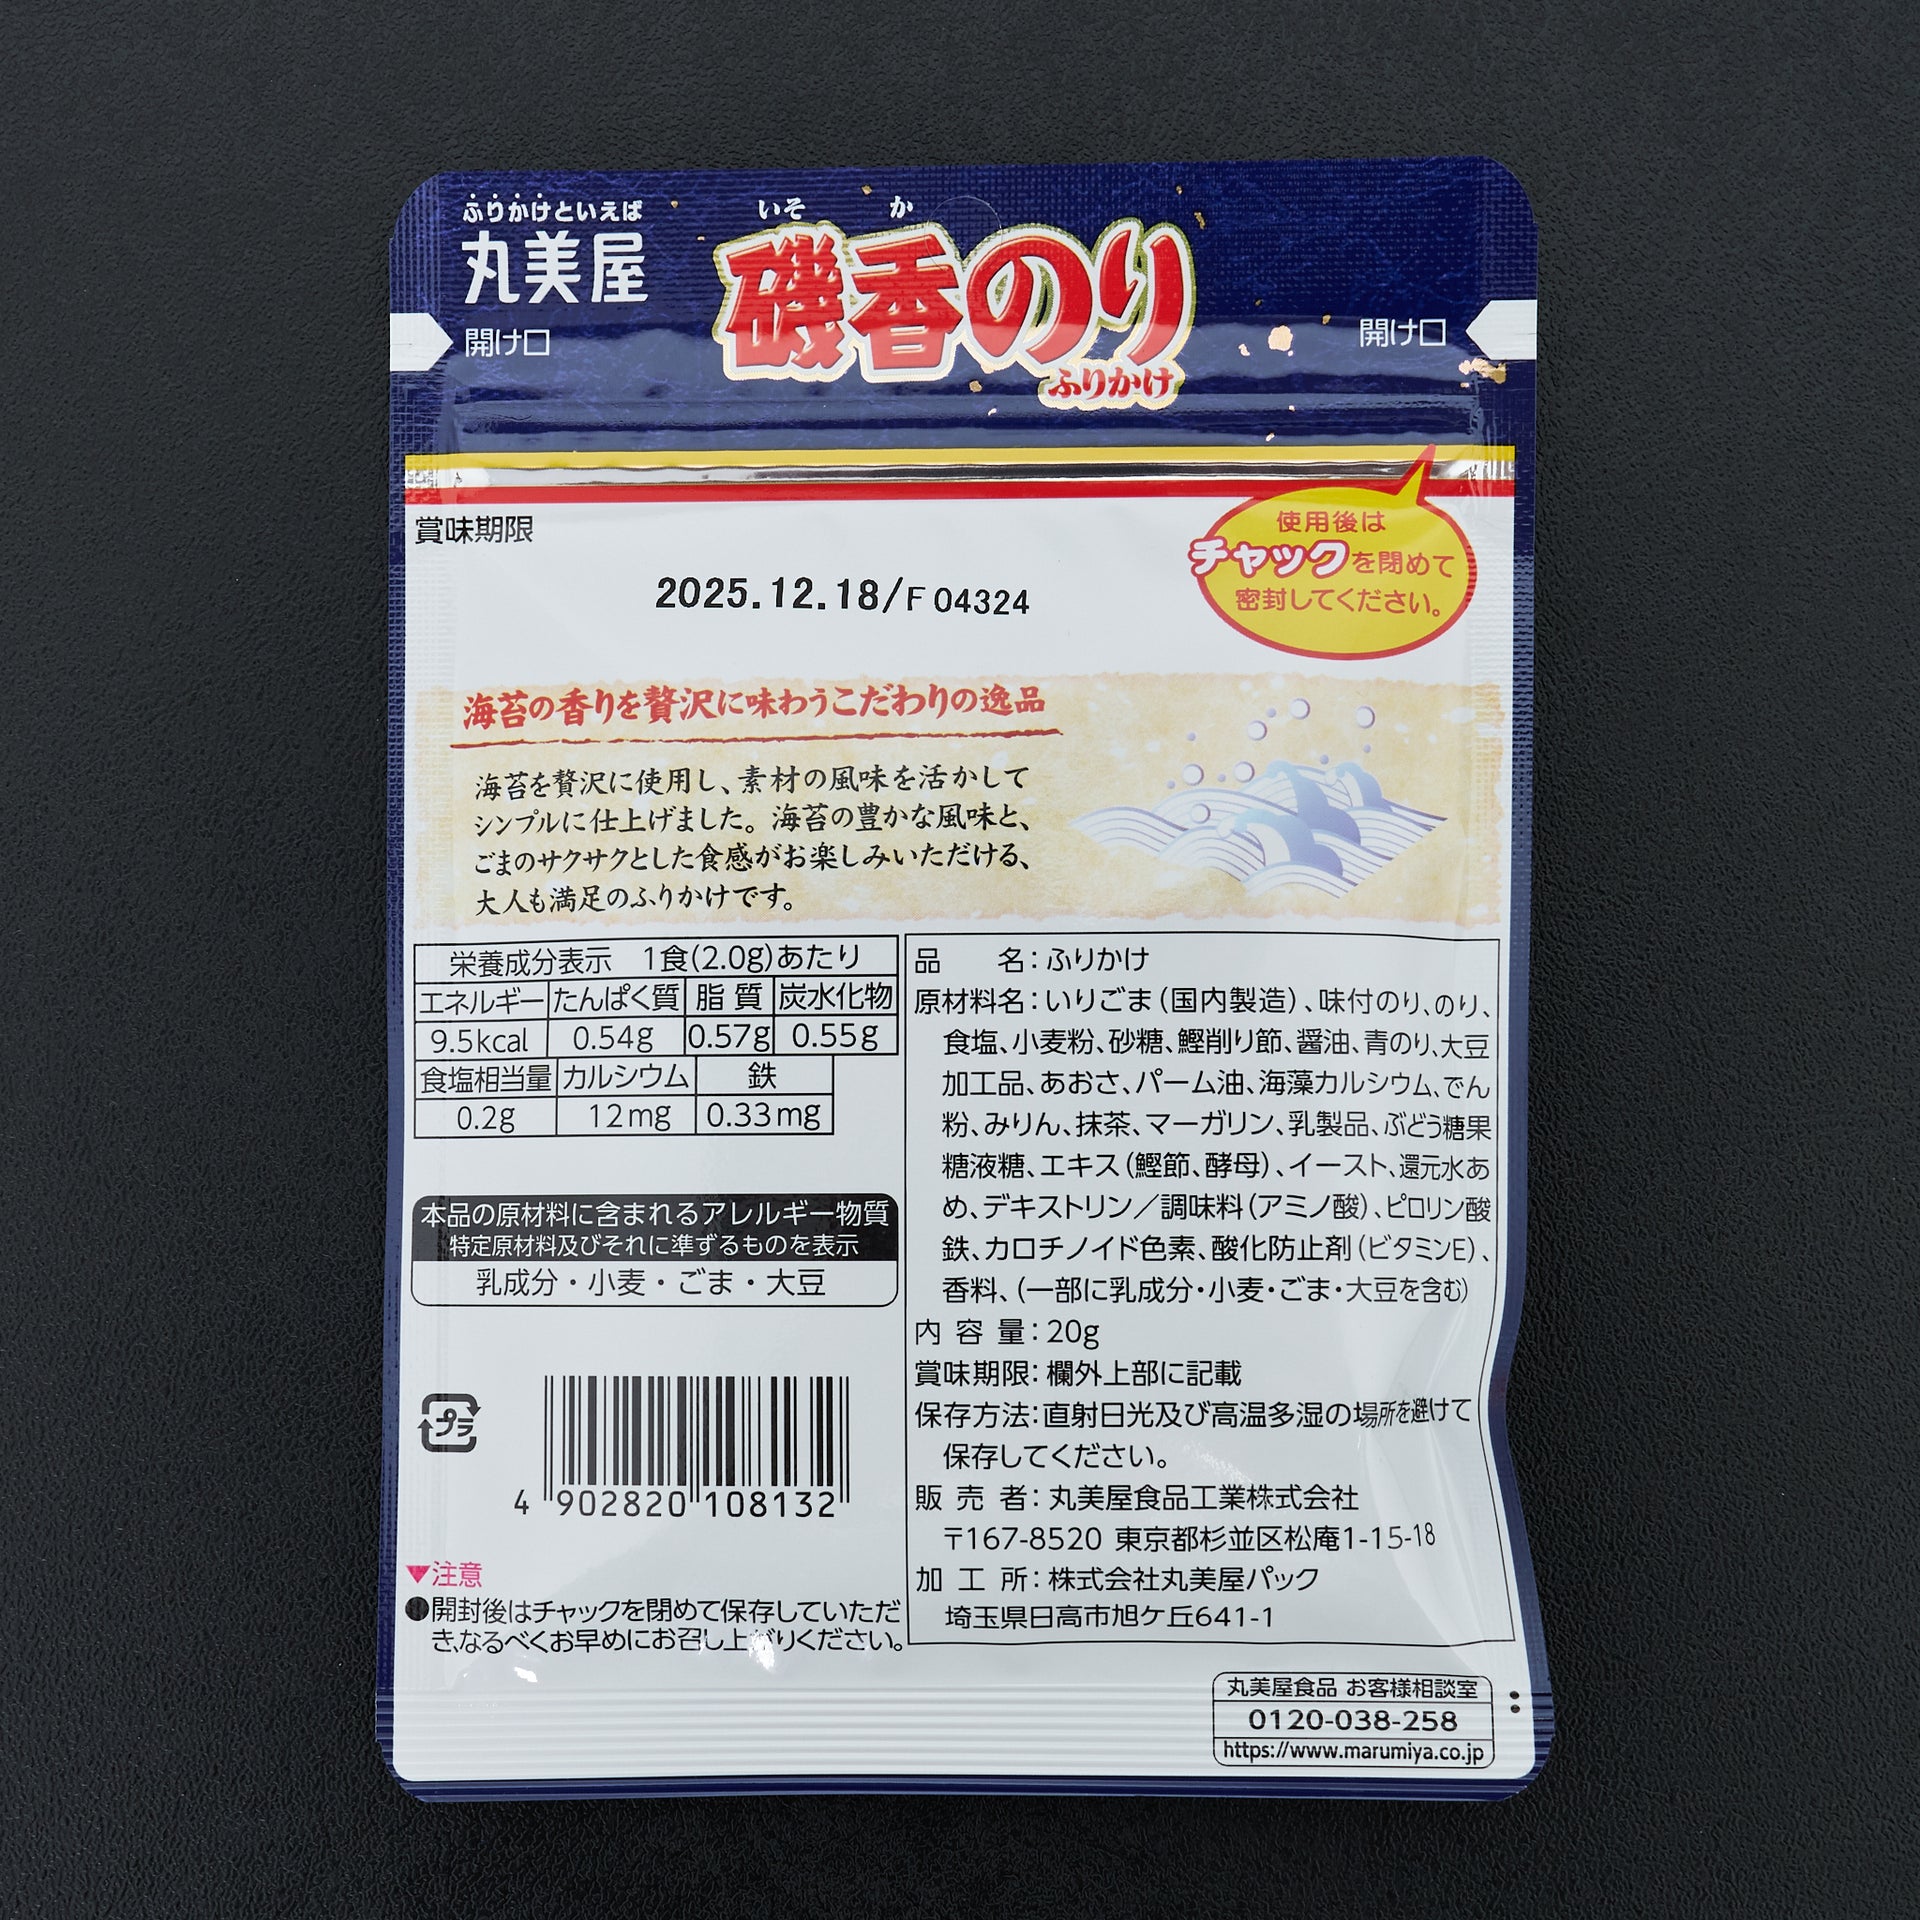 ふりかけといえば
丸美屋
いそ か
磯香のり
ふりかけ
開け口
開け口
賞味期限
2025.12.18/F 04324
使用後は
チャックを閉めて
密封してください。
海苔の香りを贅沢に味わうこだわりの逸品
海苔を贅沢に使用し、素材の風味を活かして
シンプルに仕上げました。海苔の豊かな風味と、
ごまのサクサクとした食感がお楽しみいただける、
大人も満足のふりかけです。
栄養成分表示 1食(2.0g)あたり
エネルギー たんぱく質 脂質 炭水化物
9.5kcal 0.54g 0.57g 0.55g
食塩相当量 カルシウム 鉄
0.2g 12mg 0.33mg
本品の原材料に含まれるアレルギー物質
特定原材料及びそれに準ずるものを表示
乳成分・小麦・ごま・大豆
プラ
4 902820 108132
▼注意
●開封後はチャックを閉めて保存していただ
き、なるべくお早めにお召し上がりください。
品 名:ふりかけ
原材料名:いりごま(国内製造)、味付のり、のり、
食塩、小麦粉、砂糖、鰹削り節、醤油、青のり、大豆
加工品、あおさ、パーム油、海藻カルシウム、でん
粉、みりん、抹茶、マーガリン、乳製品、ぶどう糖果
糖液糖、エキス(鰹節、酵母)、イースト、還元水あ
め、デキストリン/調味料(アミノ酸)、ピロリン酸
鉄、カロチノイド色素、酸化防止剤(ビタミンE)、
香料、(一部に乳成分・小麦・ごま・大豆を含む)
内容量:20g
賞味期限:欄外上部に記載
保存方法:直射日光及び高温多湿の場所を避けて
保存してください。
販売者:丸美屋食品工業株式会社
〒167-8520 東京都杉並区松庵1-15-18
加工所:株式会社丸美屋パック
埼玉県日高市旭ケ丘641-1
丸美屋食品 お客様相談室
0120-038-258
https://www.marumiya.co.jp